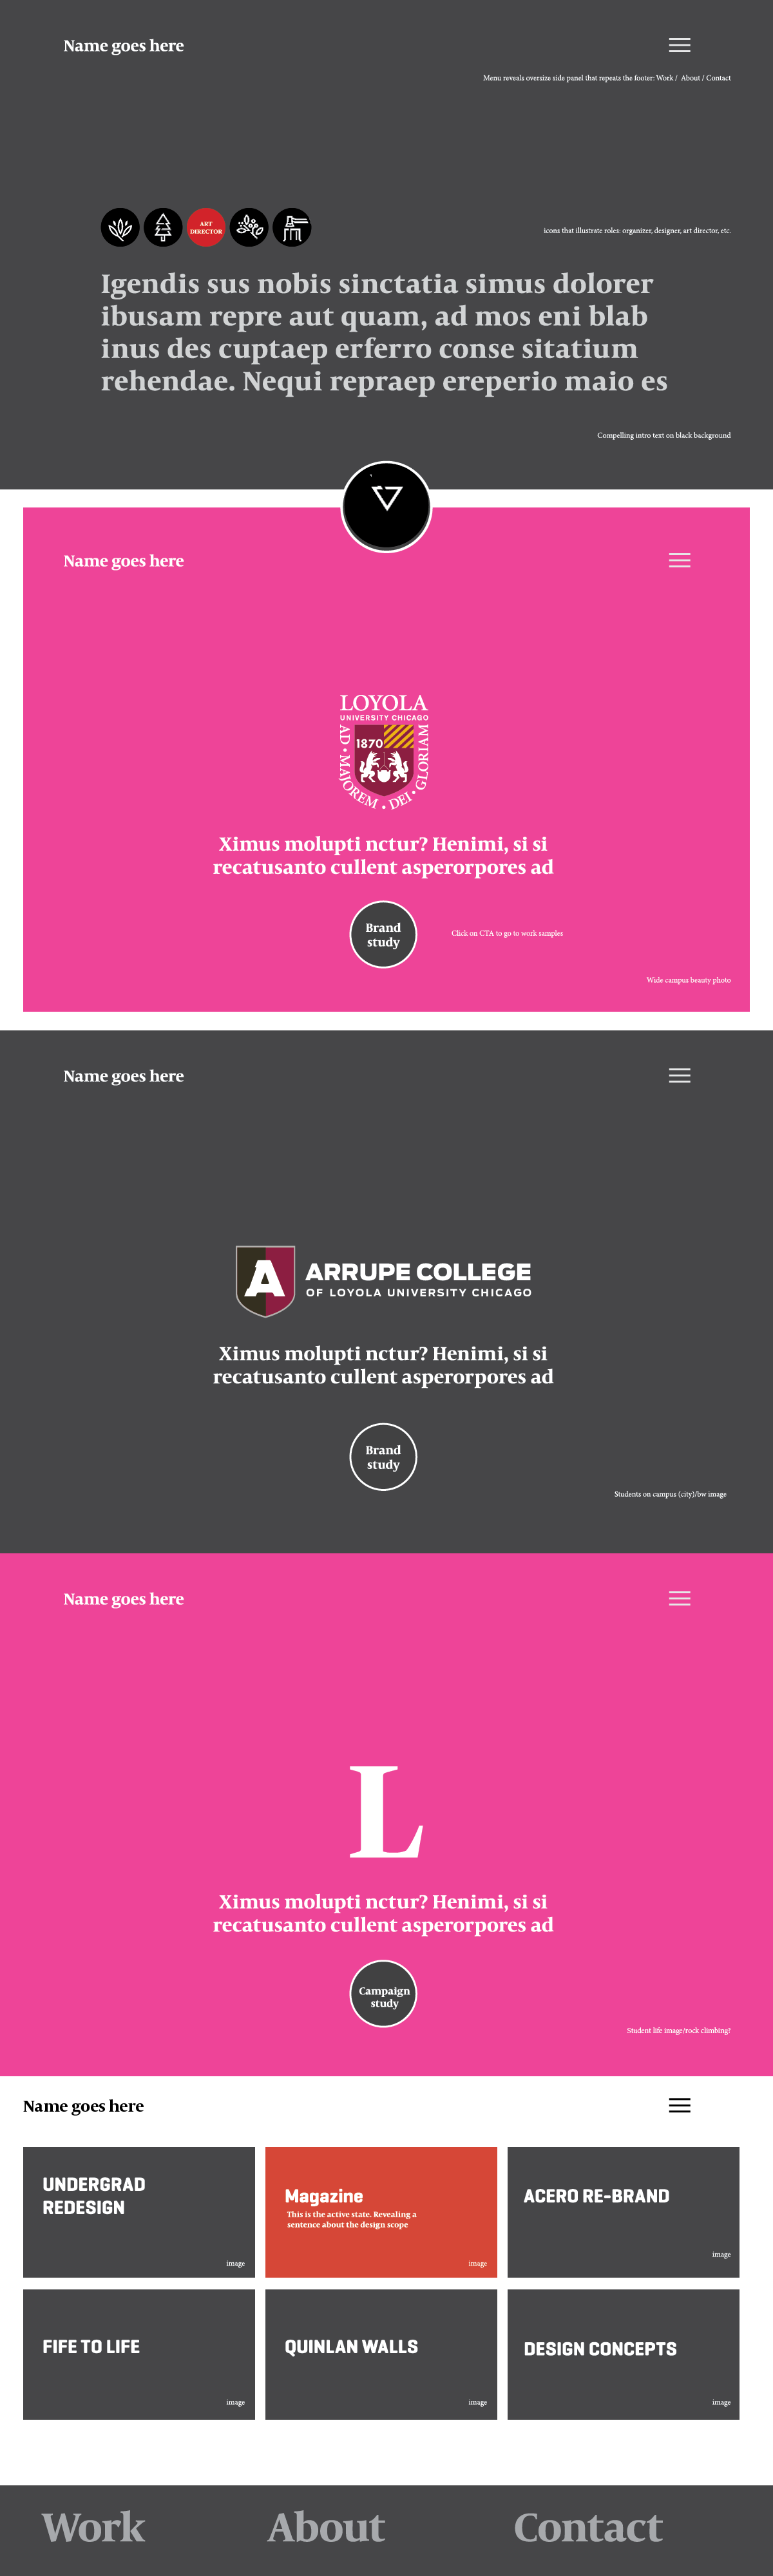 Name goes here
Menu reveals oversize side panel that repeats the footer: Work / About / Contact
ART
DIRECTOR
icons that illustrate roles: organizer, designer, art director, etc.
Igendis sus nobis sinctatia simus dolorer
ibusam repre aut quam, ad mos eni blab
inus des cuptaep erferro conse sitatium
rehendae. Nequi repraep ereperio maio es
Compelling intro text on black background
Name goes here
LOYOLA
UNIVERSITY CHICAGO
1870
AD • MAJOREM • DEI • GLORIAM
Ximus molupti nctur? Henimi, si si
recatusanto cullent asperorpores ad
Brand
study
Click on CTA to go to work samples
Wide campus beauty photo
Name goes here
A
ARRUPE COLLEGE
OF LOYOLA UNIVERSITY CHICAGO
Ximus molupti nctur? Henimi, si si
recatusanto cullent asperorpores ad
Brand
study
Students on campus (city)/bw image
Name goes here
L
Ximus molupti nctur? Henimi, si si
recatusanto cullent asperorpores ad
Campaign
study
Student life image/rock climbing?
Name goes here
UNDERGRAD
REDESIGN
image
Magazine
This is the active state. Revealing a
sentence about the design scope
image
ACERO RE-BRAND
image
FIFE TO LIFE
image
QUINLAN WALLS
image
DESIGN CONCEPTS
image
Work
About
Contact